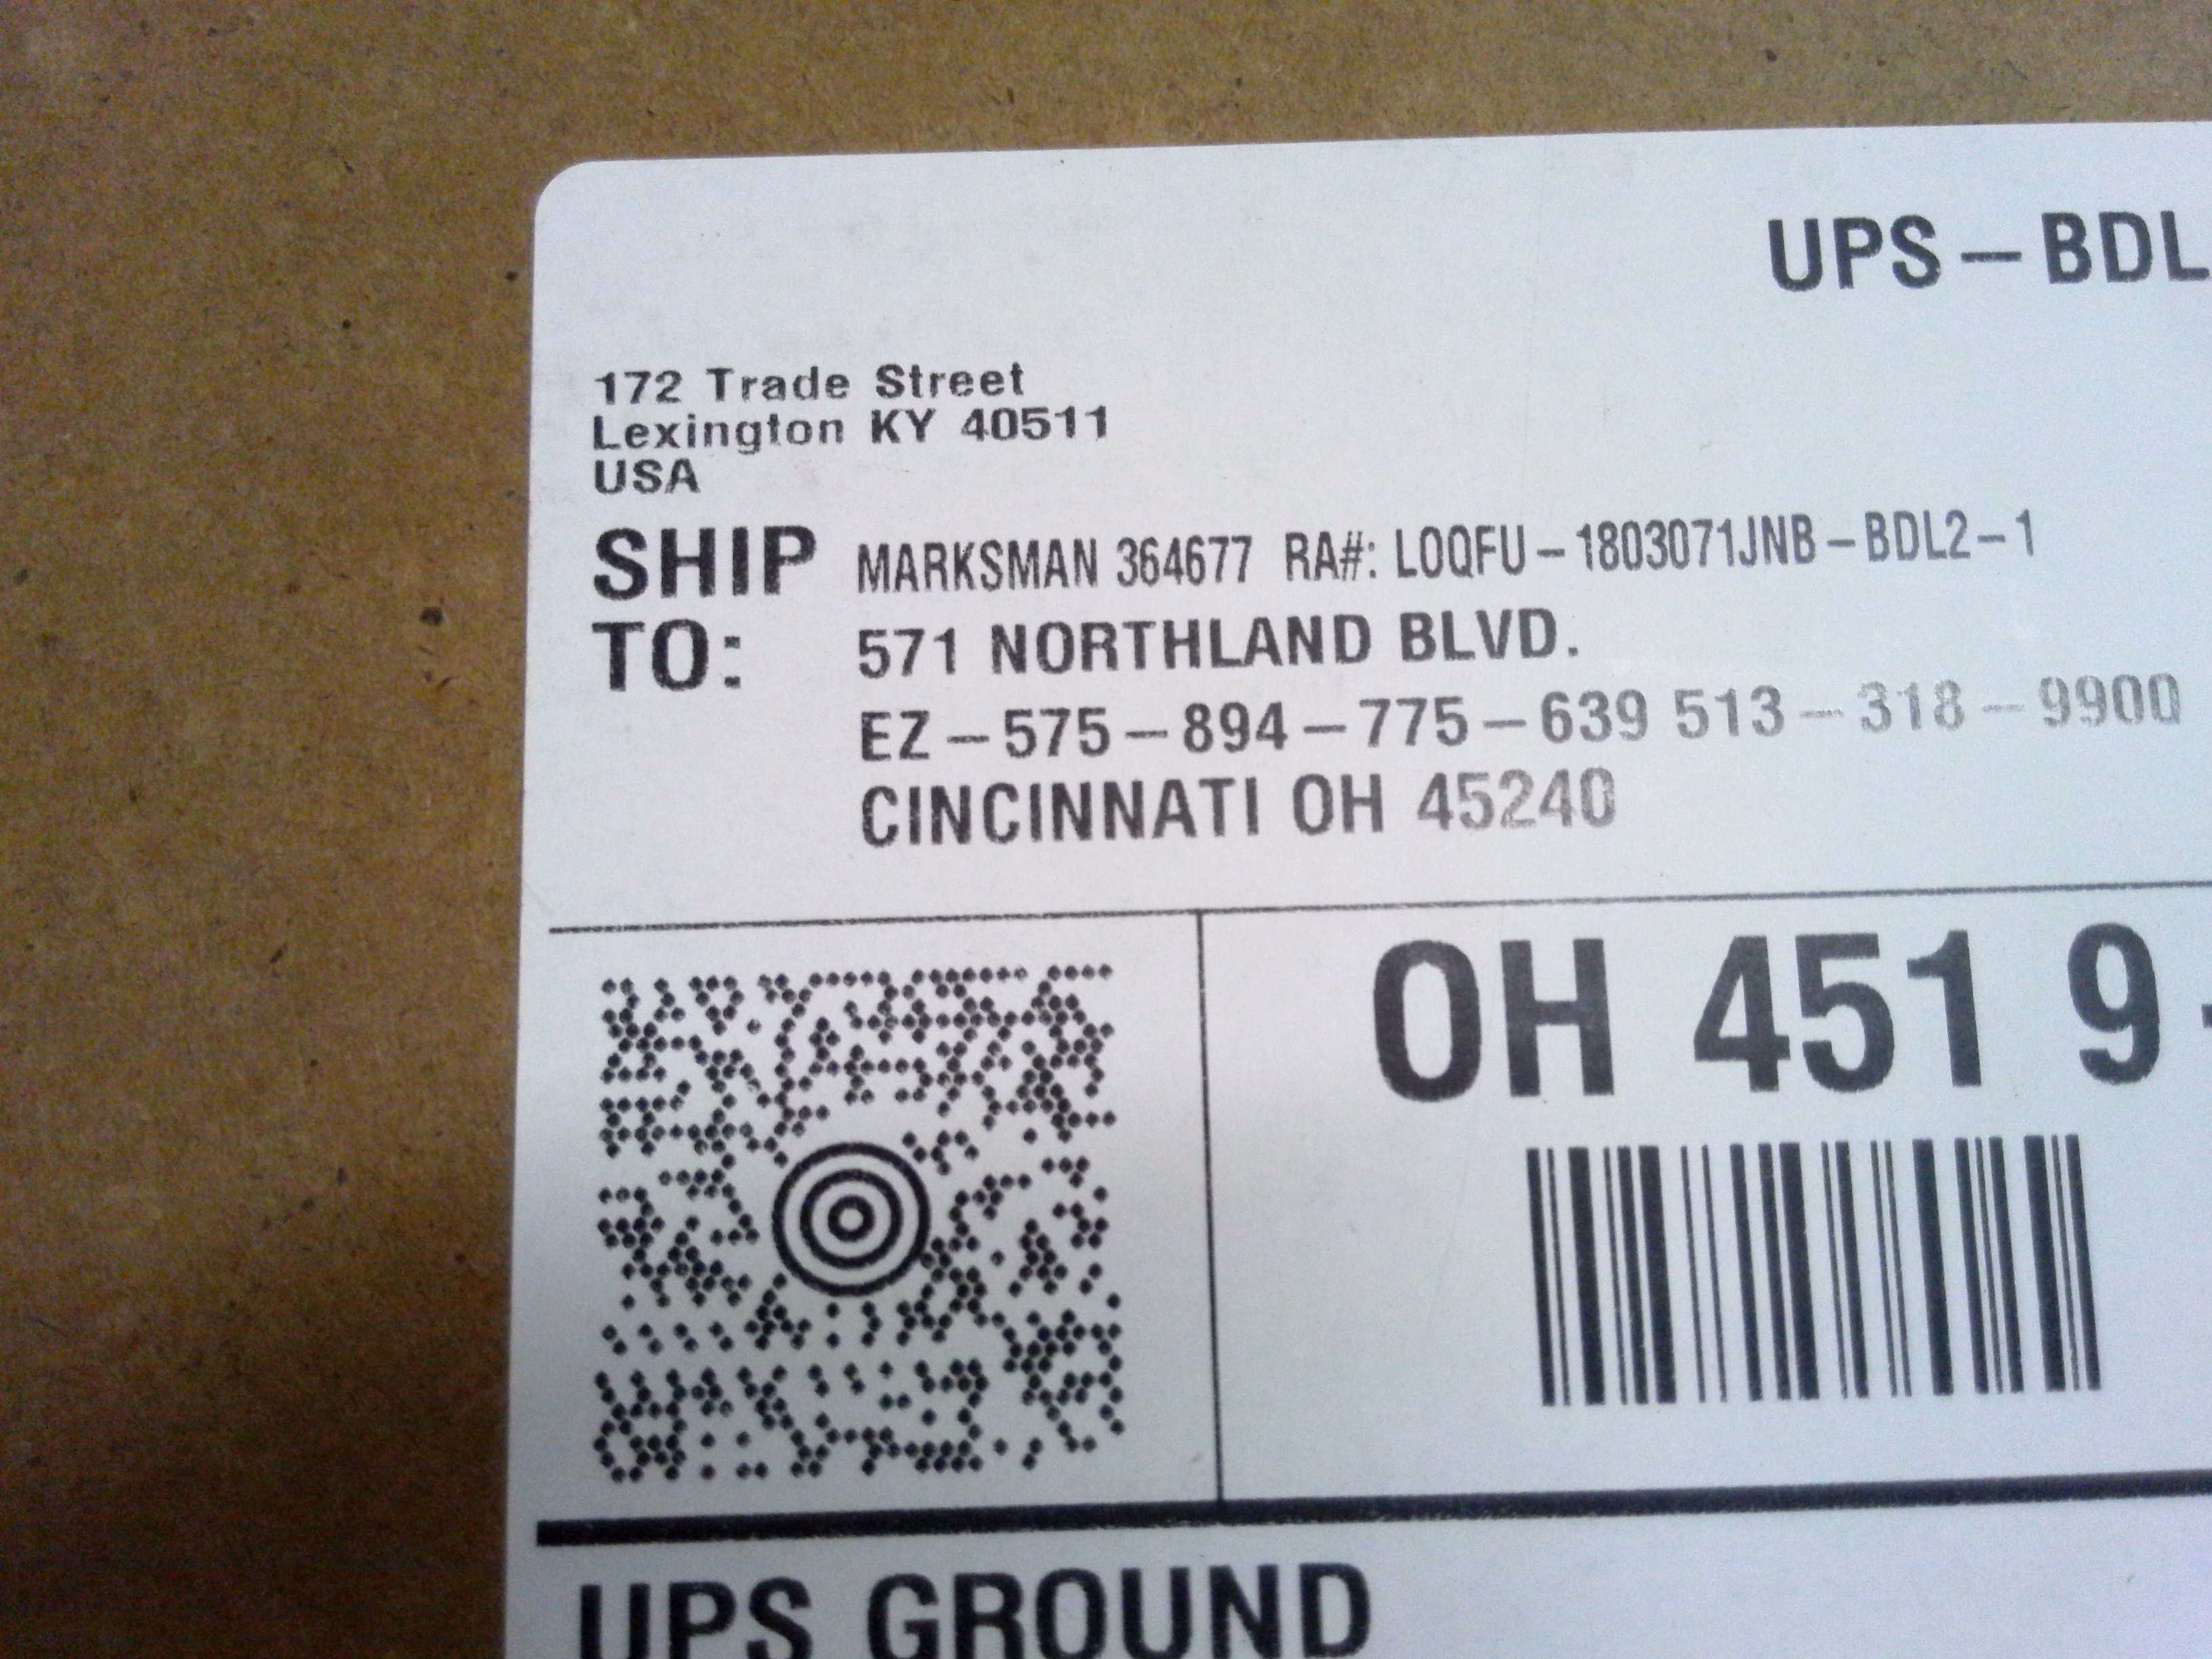 UPS-BDL
172 Trade Street
Lexington KY 40511
USA
SHIP TO: MARKSMAN 364677 RA#: LOQFU-1803071JNB-BDL2-1
571 NORTHLAND BLVD.
EZ-575-894-775-639 513-318-9900
CINCINNATI OH 45240
OH 451 9
UPS GROUND